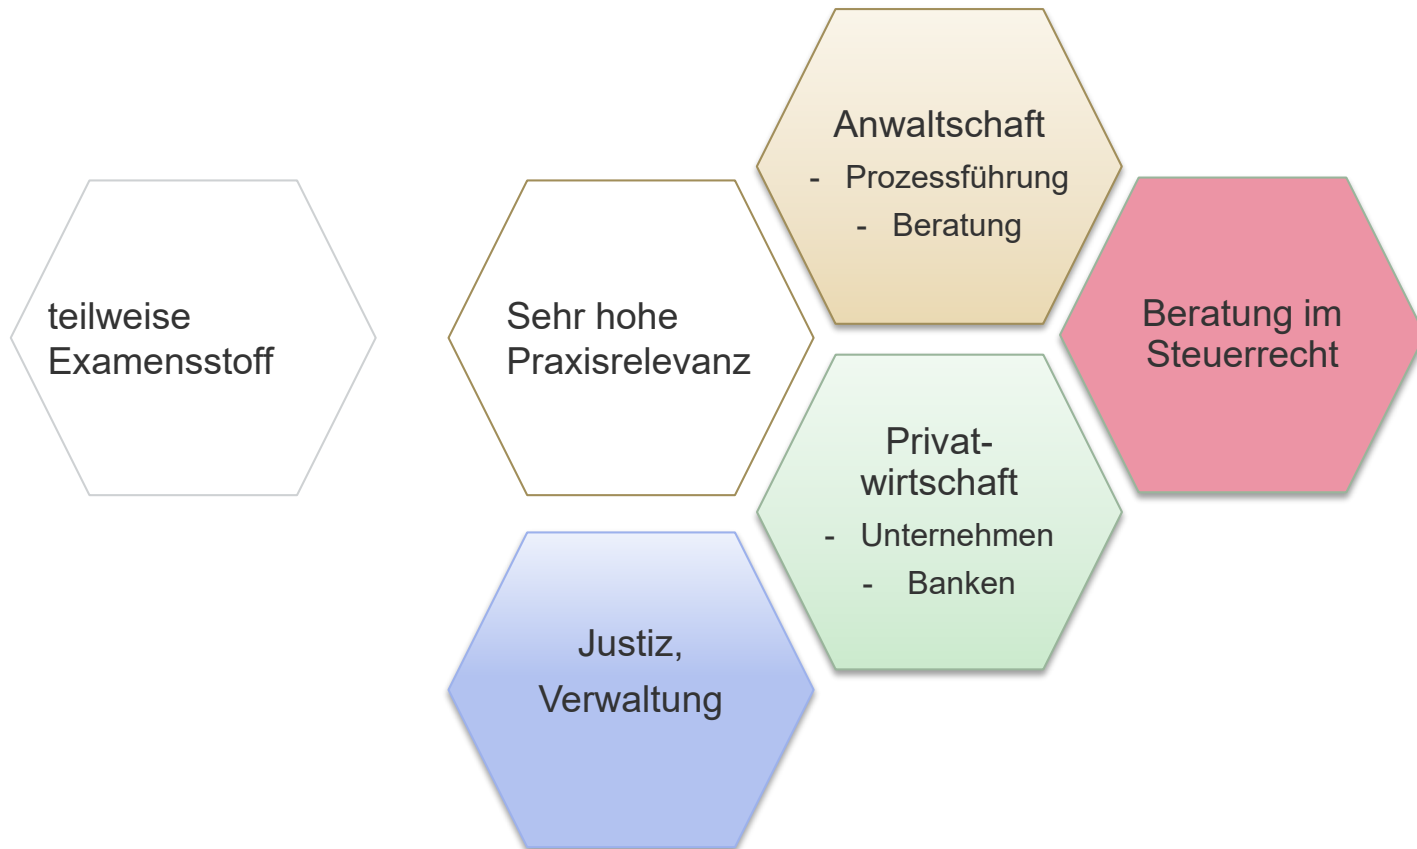 teilweise
Examensstoff
Sehr hohe
Praxisrelevanz
Anwaltschaft
- Prozessführung
- Beratung
Beratung im
Steuerrecht
Privat-
wirtschaft
- Unternehmen
- Banken
Justiz,
Verwaltung